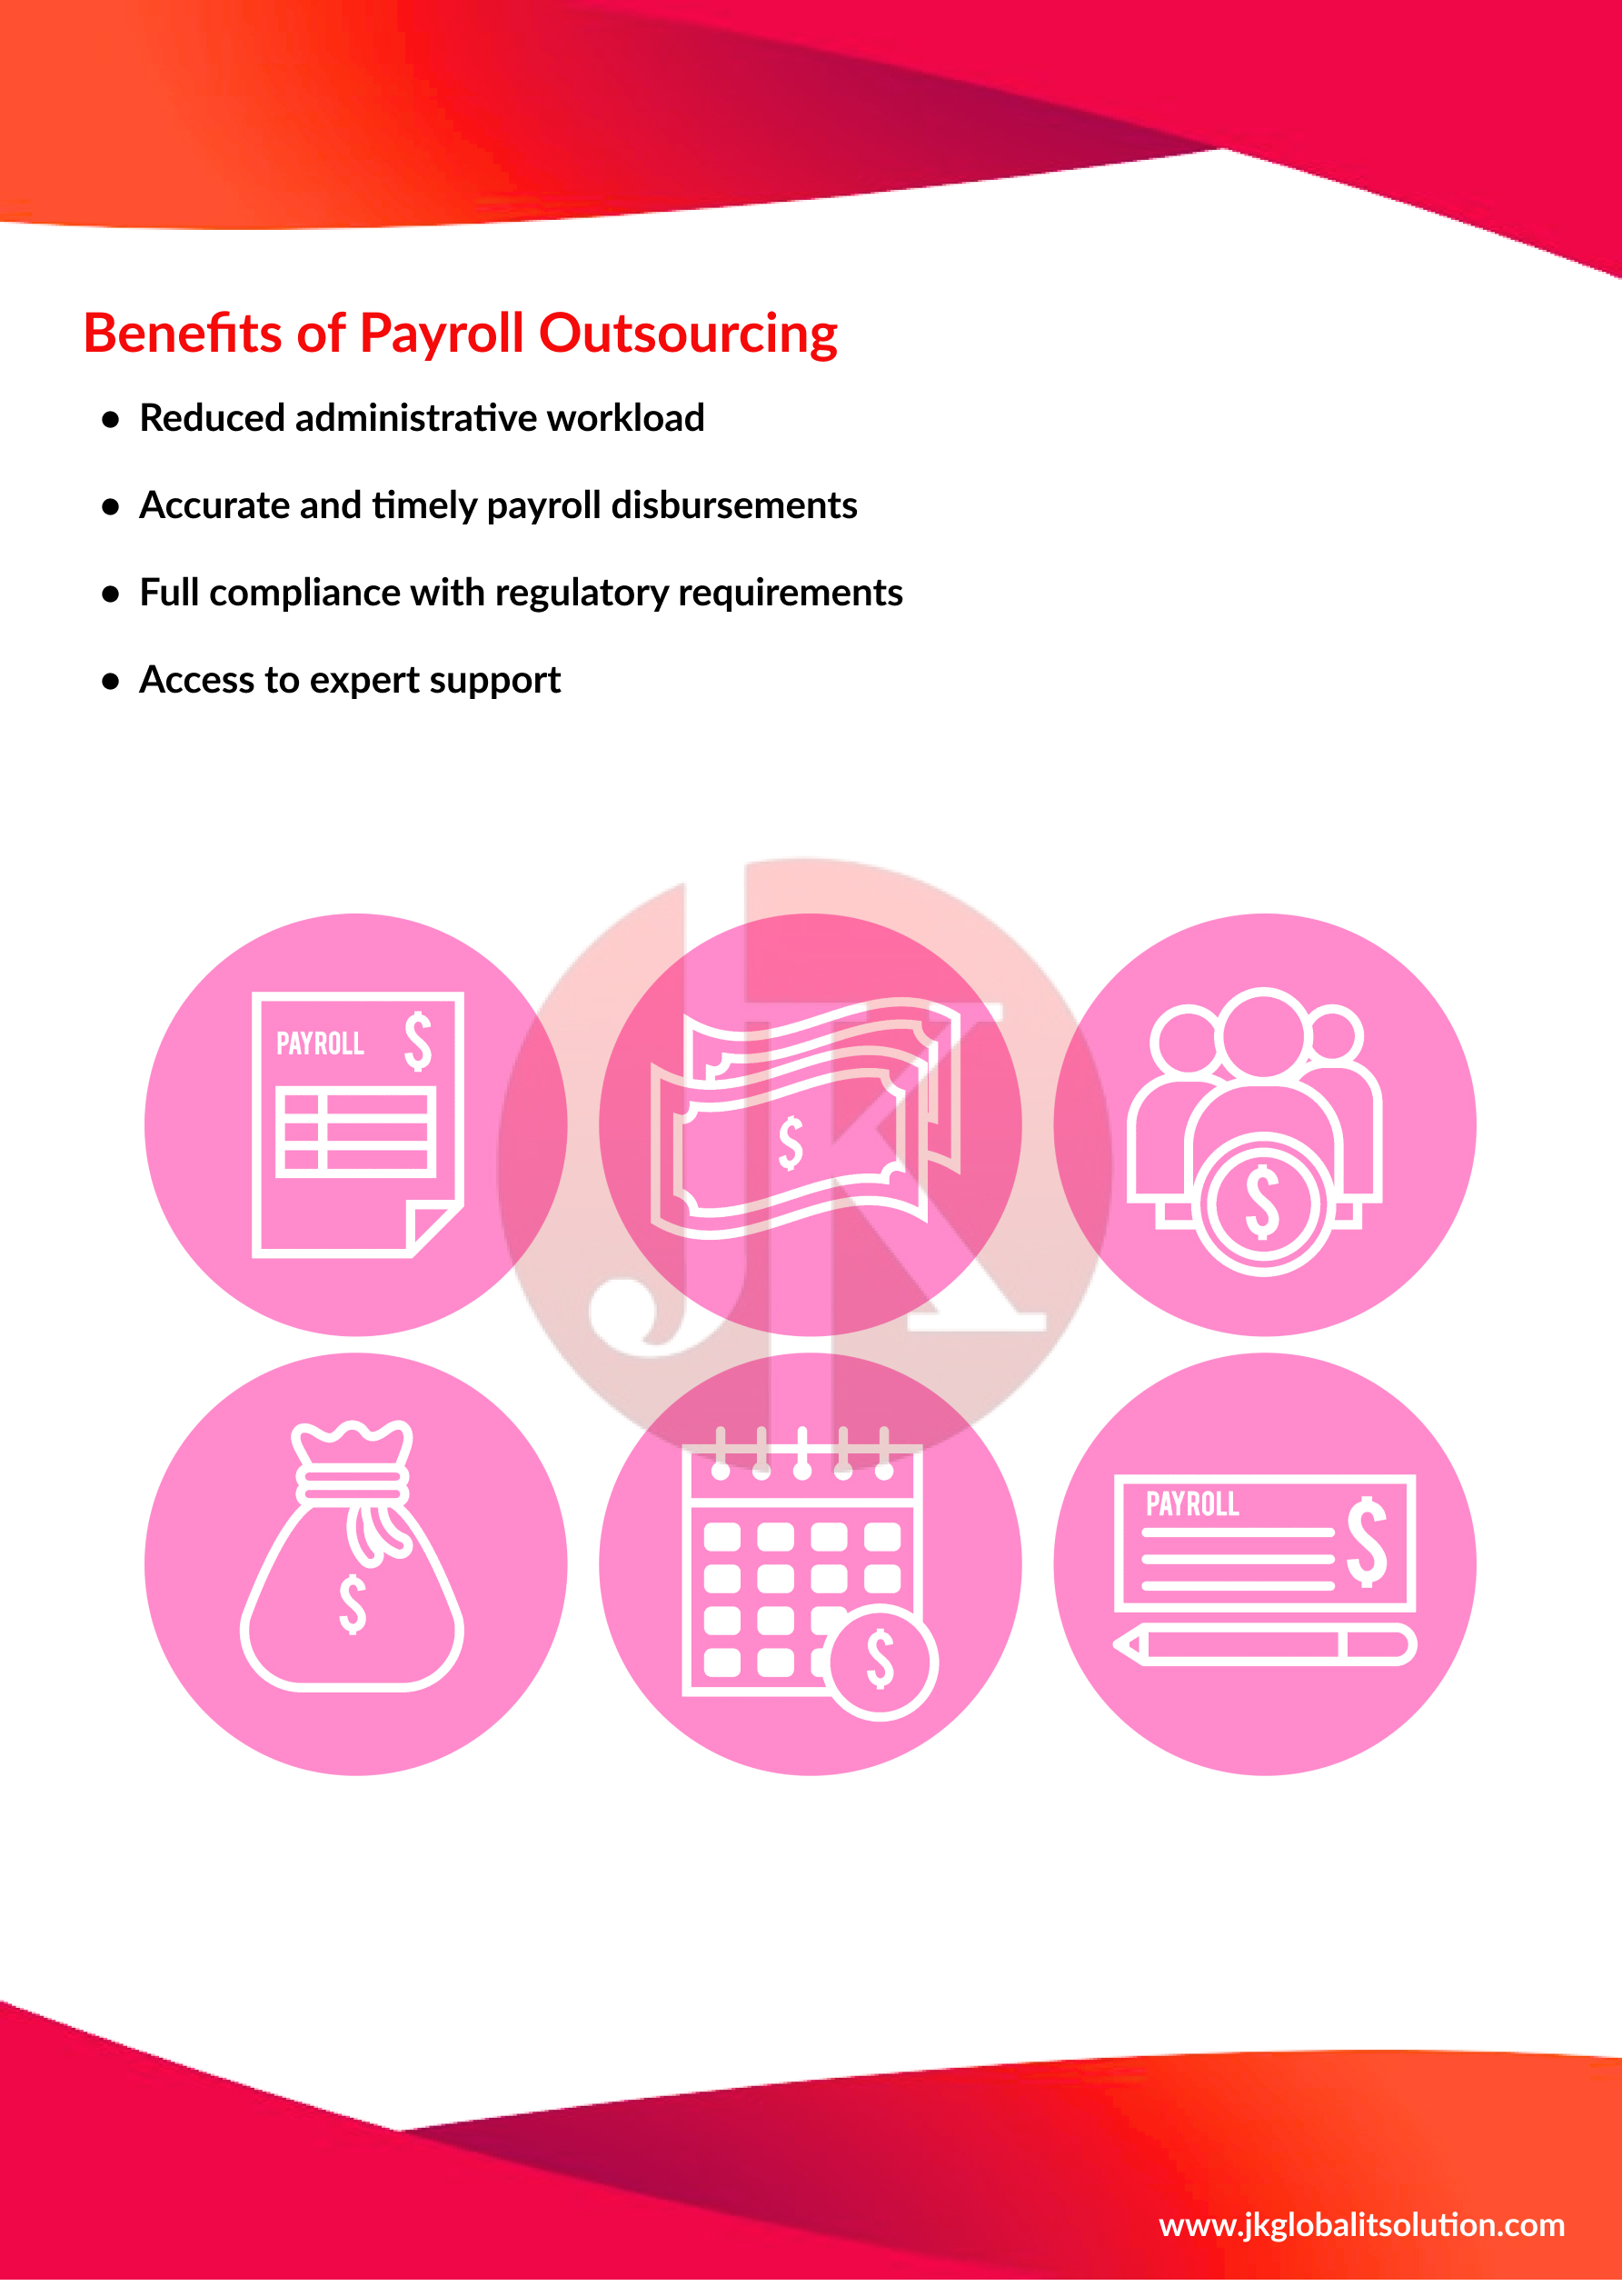 Benefits of Payroll Outsourcing
● Reduced administrative workload
● Accurate and timely payroll disbursements
● Full compliance with regulatory requirements
● Access to expert support
JK
PAYROLL $
$
$
$
$
PAYROLL $
www.jkglobalitsolution.com